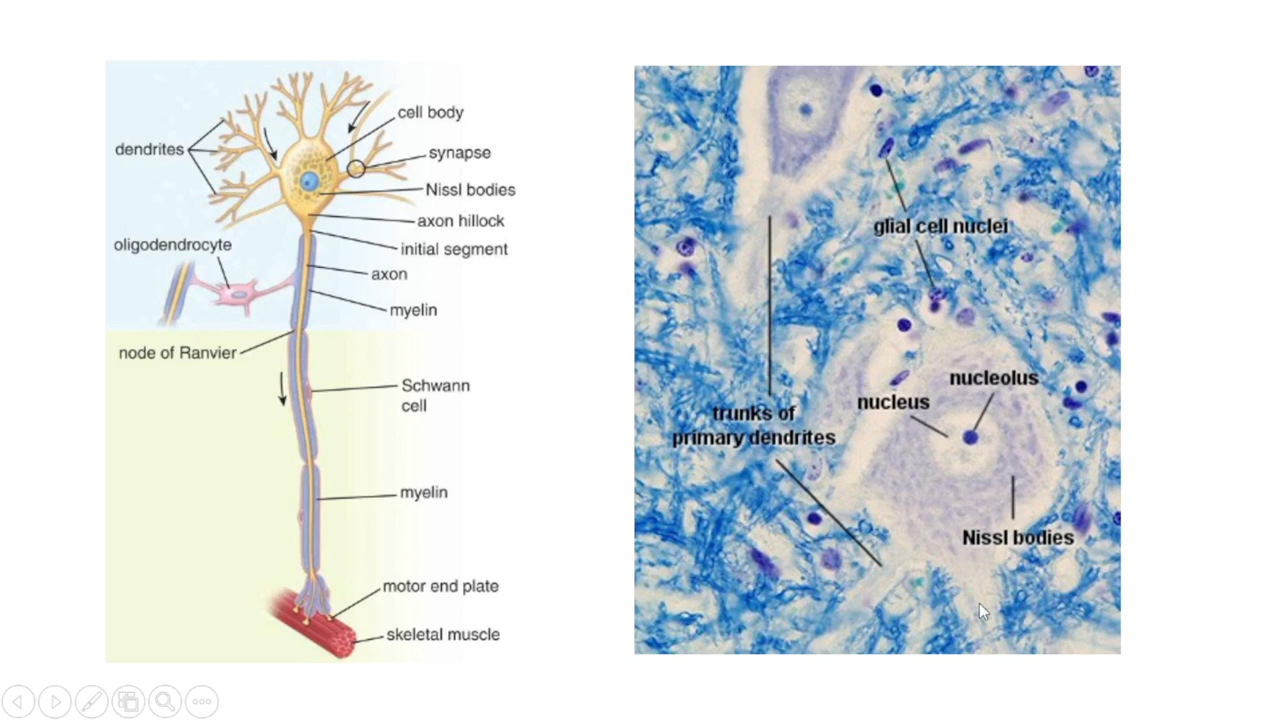 cell body
dendrites
synapse
Nissl bodies
axon hillock
oligodendrocyte
initial segment
axon
myelin
node of Ranvier
Schwann
cell
myelin
motor end plate
skeletal muscle
glial cell nuclei
nucleolus
nucleus
trunks of
primary dendrites
Nissl bodies